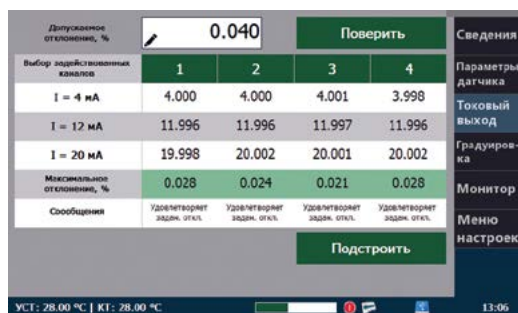 Допускаемое
отклонение, %
0.040
Поверить
Выбор задействованных
каналов
1 2 3 4
I = 4 мА 4.000 4.000 4.001 3.998
I = 12 мА 11.996 11.996 11.997 11.996
I = 20 мА 19.998 20.002 20.001 20.002
Максимальное
отклонение, %
0.028 0.024 0.021 0.028
Сообщения
Удовлетворяет Удовлетворяет Удовлетворяет Удовлетворяет
задан. откл. задан. откл. задан. откл. задан. откл.
Подстроить
Сведения
Параметры
датчика
Токовый
выход
Градуиров-
ка
Монитор
Меню
настроек
УСТ: 28.00 ºC | КТ: 28.00 ºC
13:06